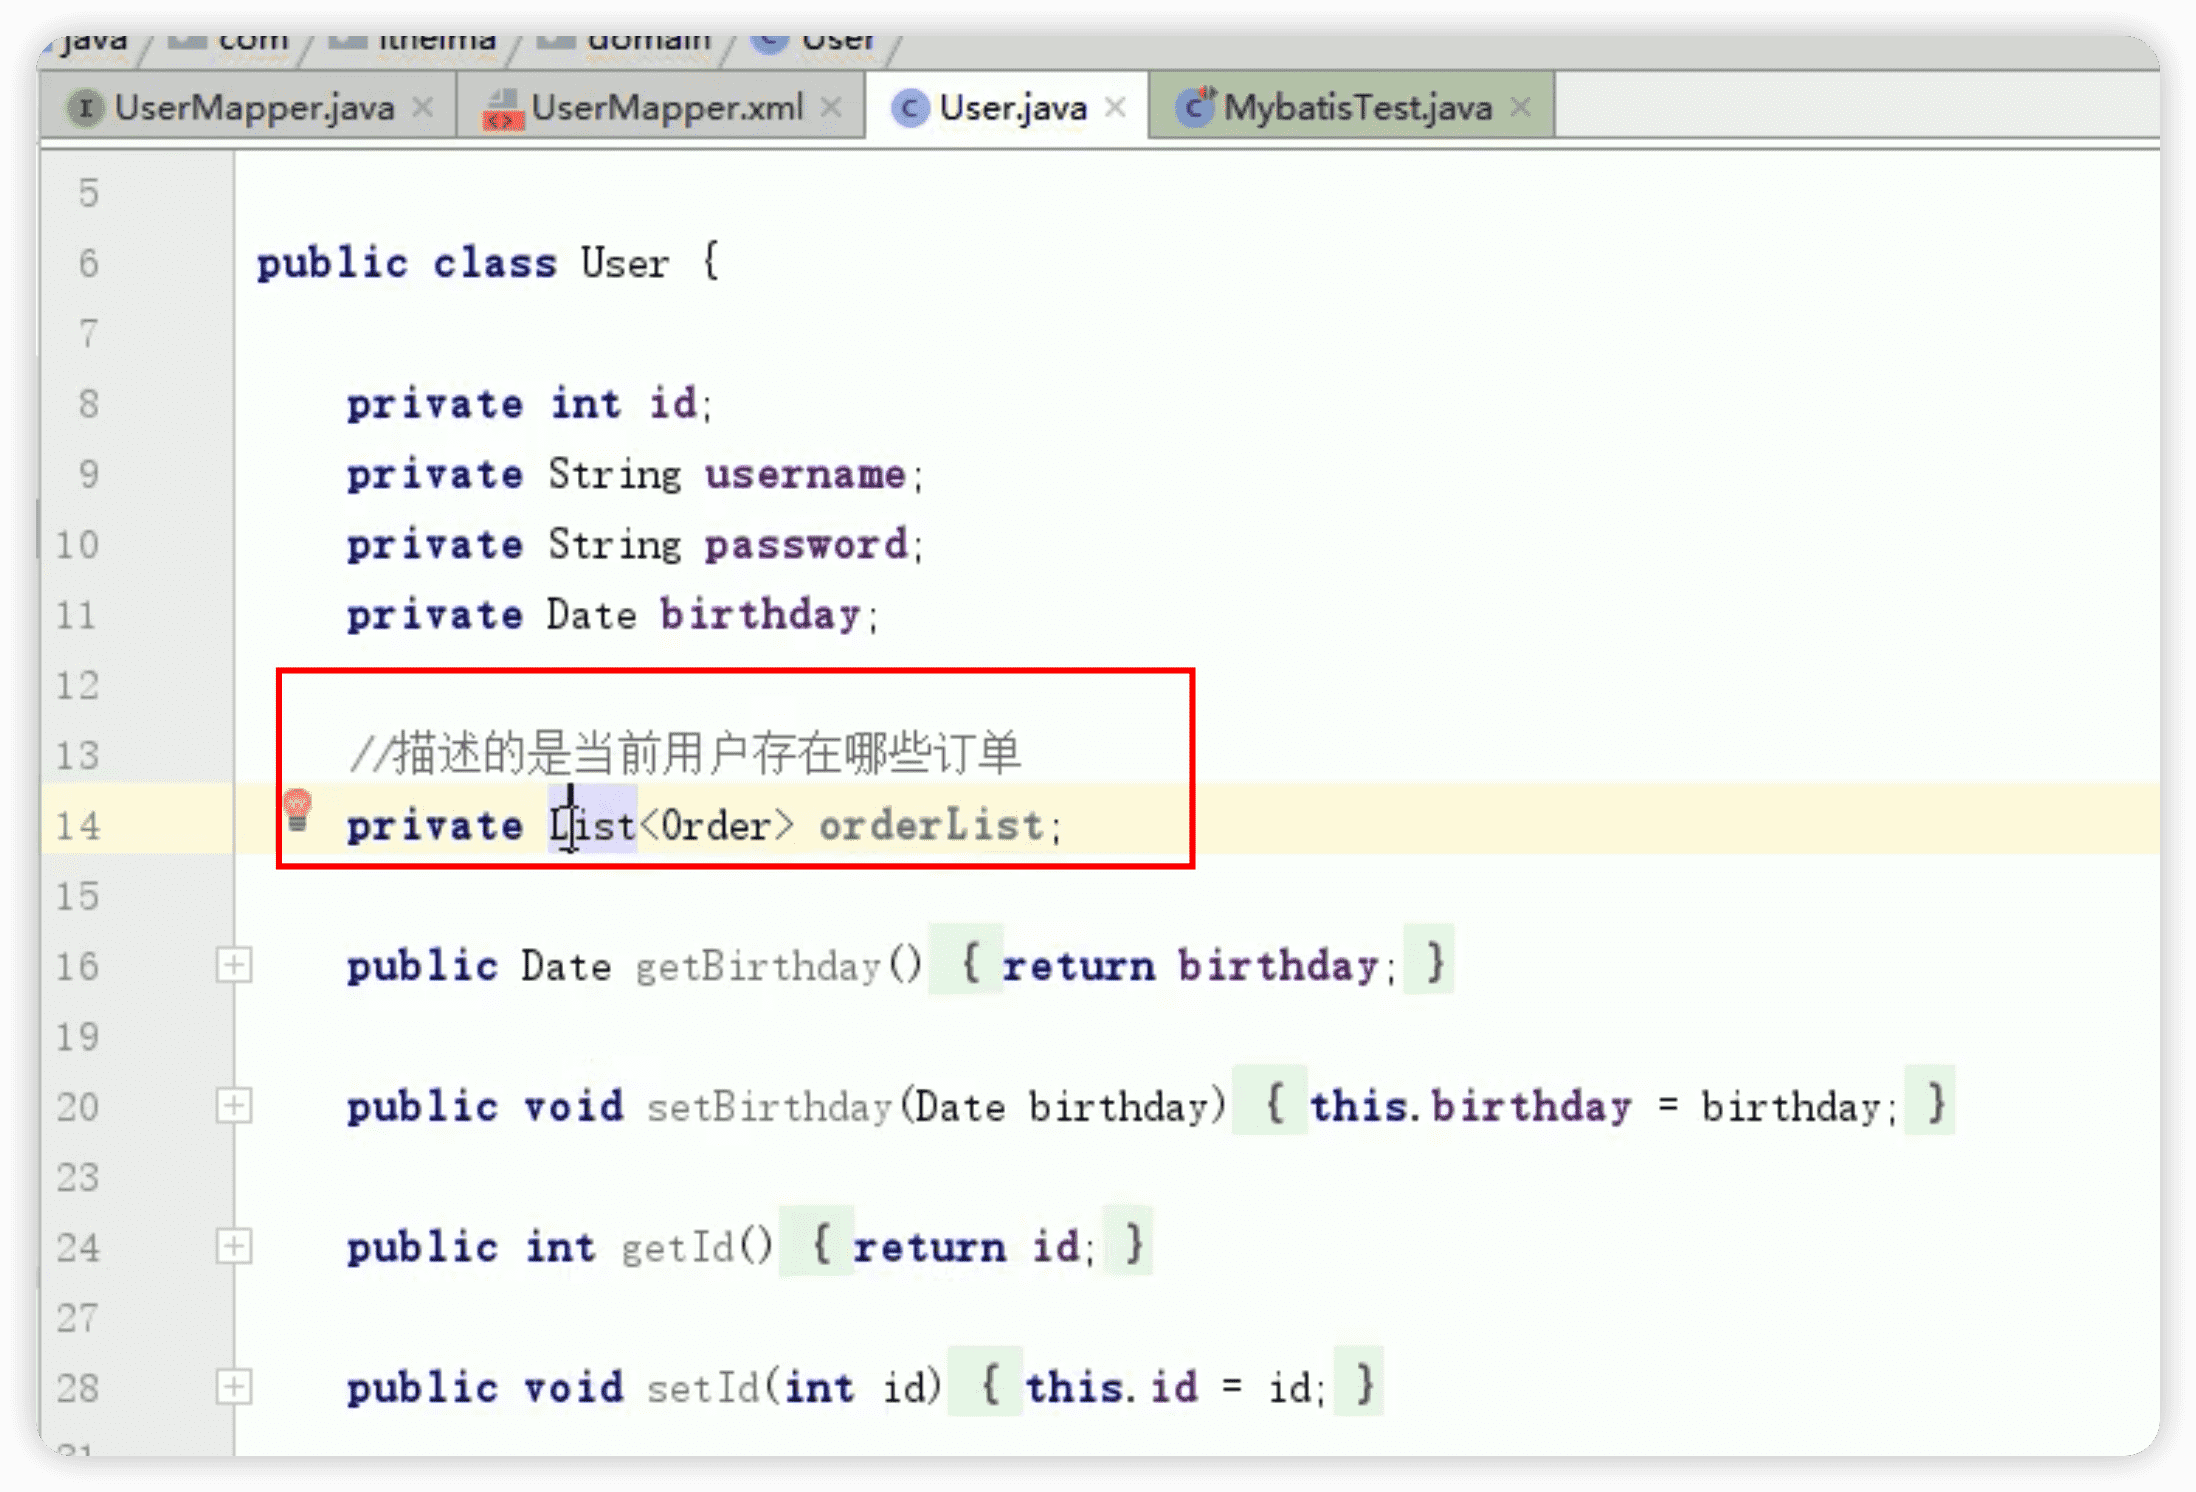 java com itheima domain User
UserMapper.java UserMapper.xml User.java MybatisTest.java
5
6 public class User {
7
8 private int id;
9 private String username;
10 private String password;
11 private Date birthday;
12
13 //描述的是当前用户存在哪些订单
14 private List<Order> orderList;
15
16 public Date getBirthday() { return birthday; }
19
20 public void setBirthday(Date birthday) { this.birthday = birthday; }
23
24 public int getId() { return id; }
27
28 public void setId(int id) { this.id = id; }
31